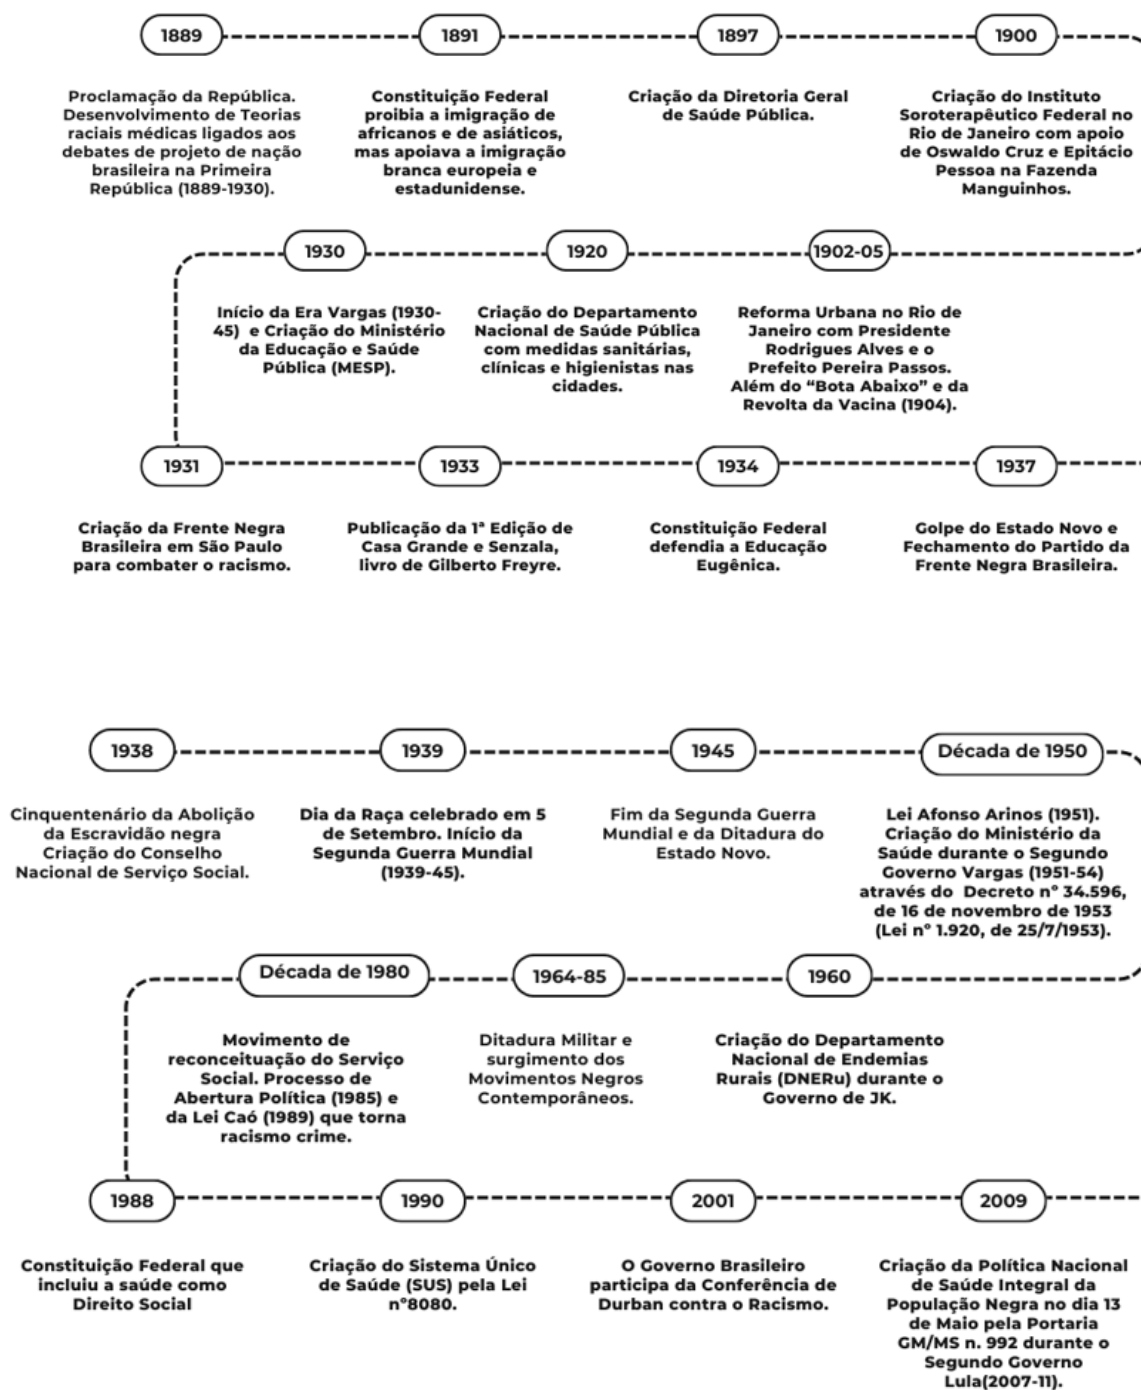 1889
Proclamação da República.
Desenvolvimento de Teorias
raciais médicas ligados aos
debates de projeto de nação
brasileira na Primeira
República (1889-1930).
1891
Constituição Federal
proibia a imigração de
africanos e de asiáticos,
mas apoiava a imigração
branca europeia e
estadunidense.
1897
Criação da Diretoria Geral
de Saúde Pública.
1900
Criação do Instituto
Soroterapêutico Federal no
Rio de Janeiro com apoio
de Oswaldo Cruz e Epitácio
Pessoa na Fazenda
Manguinhos.
1930
Início da Era Vargas (1930-
45) e Criação do Ministério
da Educação e Saúde
Pública (MESP).
1920
Criação do Departamento
Nacional de Saúde Pública
com medidas sanitárias,
clínicas e higienistas nas
cidades.
1902-05
Reforma Urbana no Rio de
Janeiro com Presidente
Rodrigues Alves e o
Prefeito Pereira Passos.
Além do “Bota Abaixo” e da
Revolta da Vacina (1904).
1931
Criação da Frente Negra
Brasileira em São Paulo
para combater o racismo.
1933
Publicação da 1ª Edição de
Casa Grande e Senzala,
livro de Gilberto Freyre.
1934
Constituição Federal
defendia a Educação
Eugênica.
1937
Golpe do Estado Novo e
Fechamento do Partido da
Frente Negra Brasileira.
1938
Cinquentenário da Abolição
da Escravidão negra
Criação do Conselho
Nacional de Serviço Social.
1939
Dia da Raça celebrado em 5
de Setembro. Início da
Segunda Guerra Mundial
(1939-45).
1945
Fim da Segunda Guerra
Mundial e da Ditadura do
Estado Novo.
Década de 1950
Lei Afonso Arinos (1951).
Criação do Ministério da
Saúde durante o Segundo
Governo Vargas (1951-54)
através do Decreto nº 34.596,
de 16 de novembro de 1953
(Lei nº 1.920, de 25/7/1953).
Década de 1980
Movimento de
reconceituação do Serviço
Social. Processo de
Abertura Política (1985) e
da Lei Caó (1989) que torna
racismo crime.
1964-85
Ditadura Militar e
surgimento dos
Movimentos Negros
Contemporâneos.
1960
Criação do Departamento
Nacional de Endemias
Rurais (DNERu) durante o
Governo de JK.
1988
Constituição Federal que
incluiu a saúde como
Direito Social
1990
Criação do Sistema Único
de Saúde (SUS) pela Lei
nº8080.
2001
O Governo Brasileiro
participa da Conferência de
Durban contra o Racismo.
2009
Criação da Política Nacional
de Saúde Integral da
População Negra no dia 13
de Maio pela Portaria
GM/MS n. 992 durante o
Segundo Governo
Lula(2007-11).